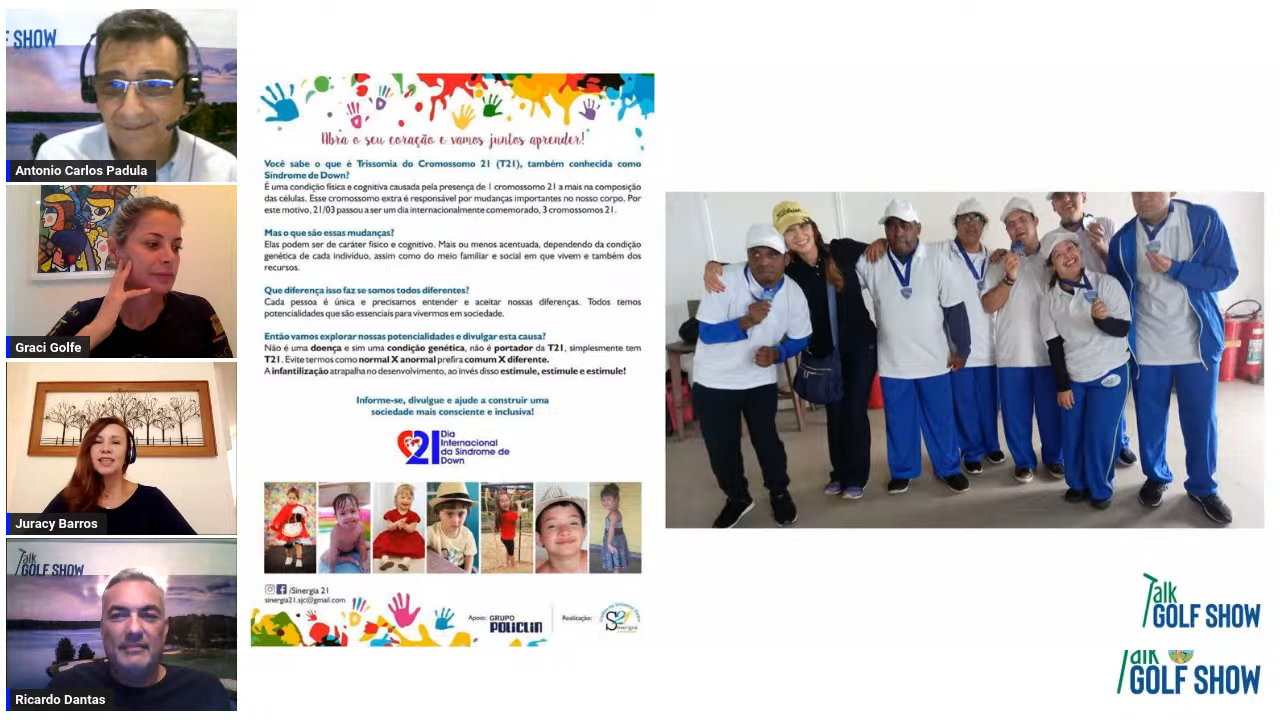 F SHOW
Antonio Carlos Padula
Graci Golfe
Juracy Barros
Talk
GOLF SHOW
Ricardo Dantas
Abra o seu coração e vamos juntos aprender!
Você sabe o que é Trissomia do Cromossomo 21 (T21), também conhecida como
Síndrome de Down?
É uma condição física e cognitiva causada pela presença de 1 cromossomo 21 a mais na composição
das células. Esse cromossomo extra é responsável por mudanças importantes no nosso corpo. Por
este motivo, 21/03 passou a ser um dia internacionalmente comemorado, 3 cromossomos 21.
Mas o que são essas mudanças?
Elas podem ser de caráter físico e cognitivo. Mais ou menos acentuada, dependendo da condição
genética de cada indivíduo, assim como do meio familiar e social em que vivem e também dos
recursos.
Que diferença isso faz se somos todos diferentes?
Cada pessoa é única e precisamos entender e aceitar nossas diferenças. Todos temos
potencialidades que são essenciais para vivermos em sociedade.
Então vamos explorar nossas potencialidades e divulgar esta causa?
Não é uma doença e sim uma condição genética, não é portador da T21, simplesmente tem
T21. Evite termos como normal X anormal prefira comum X diferente.
A infantilização atrapalha no desenvolvimento, ao invés disso estimule, estimule e estimule!
Informe-se, divulgue e ajude a construir uma
sociedade mais consciente e inclusiva!
21 Dia
Internacional
da Síndrome de
Down
/Sinergia 21
sinergia21.sjc@gmail.com
Apoio: GRUPO
POLICLIN
Realização:
Sinergia
Talk
GOLF SHOW
Talk
GOLF SHOW